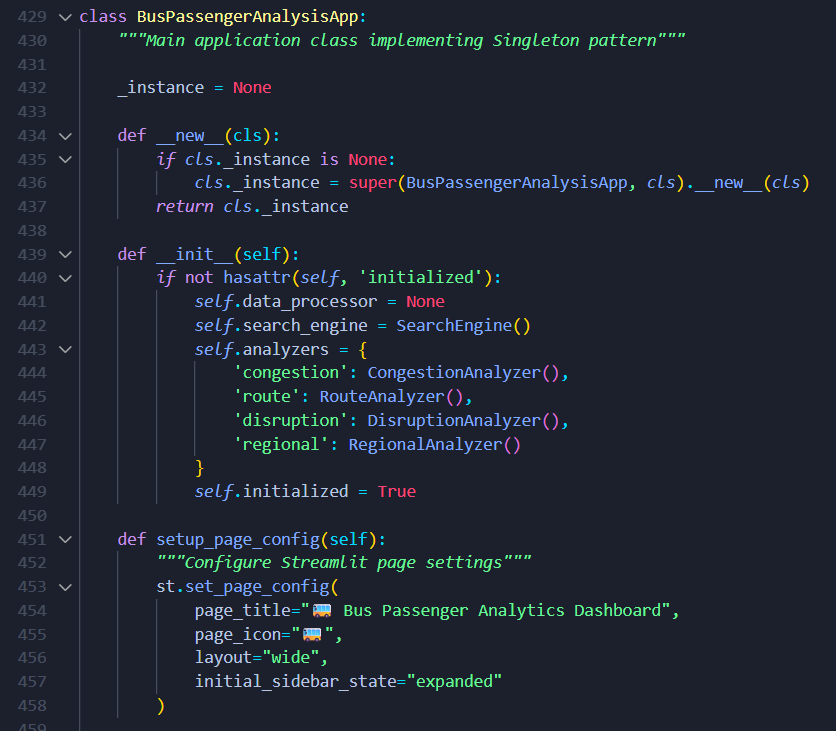 429 class BusPassengerAnalysisApp:
430     """Main application class implementing Singleton pattern"""
431
432     _instance = None
433
434     def __new__(cls):
435         if cls._instance is None:
436             cls._instance = super(BusPassengerAnalysisApp, cls).__new__(cls)
437         return cls._instance
438
439     def __init__(self):
440         if not hasattr(self, 'initialized'):
441             self.data_processor = None
442             self.search_engine = SearchEngine()
443             self.analyzers = {
444                 'congestion': CongestionAnalyzer(),
445                 'route': RouteAnalyzer(),
446                 'disruption': DisruptionAnalyzer(),
447                 'regional': RegionalAnalyzer()
448             }
449             self.initialized = True
450
451     def setup_page_config(self):
452         """Configure Streamlit page settings"""
453         st.set_page_config(
454             page_title="🚌 Bus Passenger Analytics Dashboard",
455             page_icon="🚌",
456             layout="wide",
457             initial_sidebar_state="expanded"
458         )
459